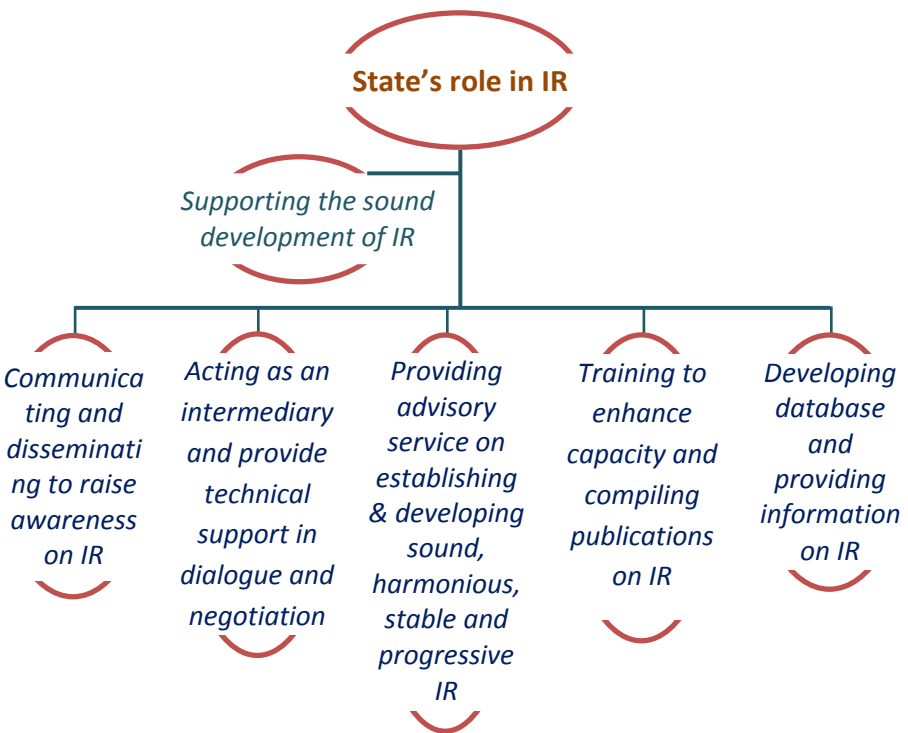 State’s role in IR
Supporting the sound
development of IR
Communica
ting and
disseminati
ng to raise
awareness
on IR
Acting as an
intermediary
and provide
technical
support in
dialogue and
negotiation
Providing
advisory
service on
establishing
& developing
sound,
harmonious,
stable and
progressive
IR
Training to
enhance
capacity and
compiling
publications
on IR
Developing
database
and
providing
information
on IR